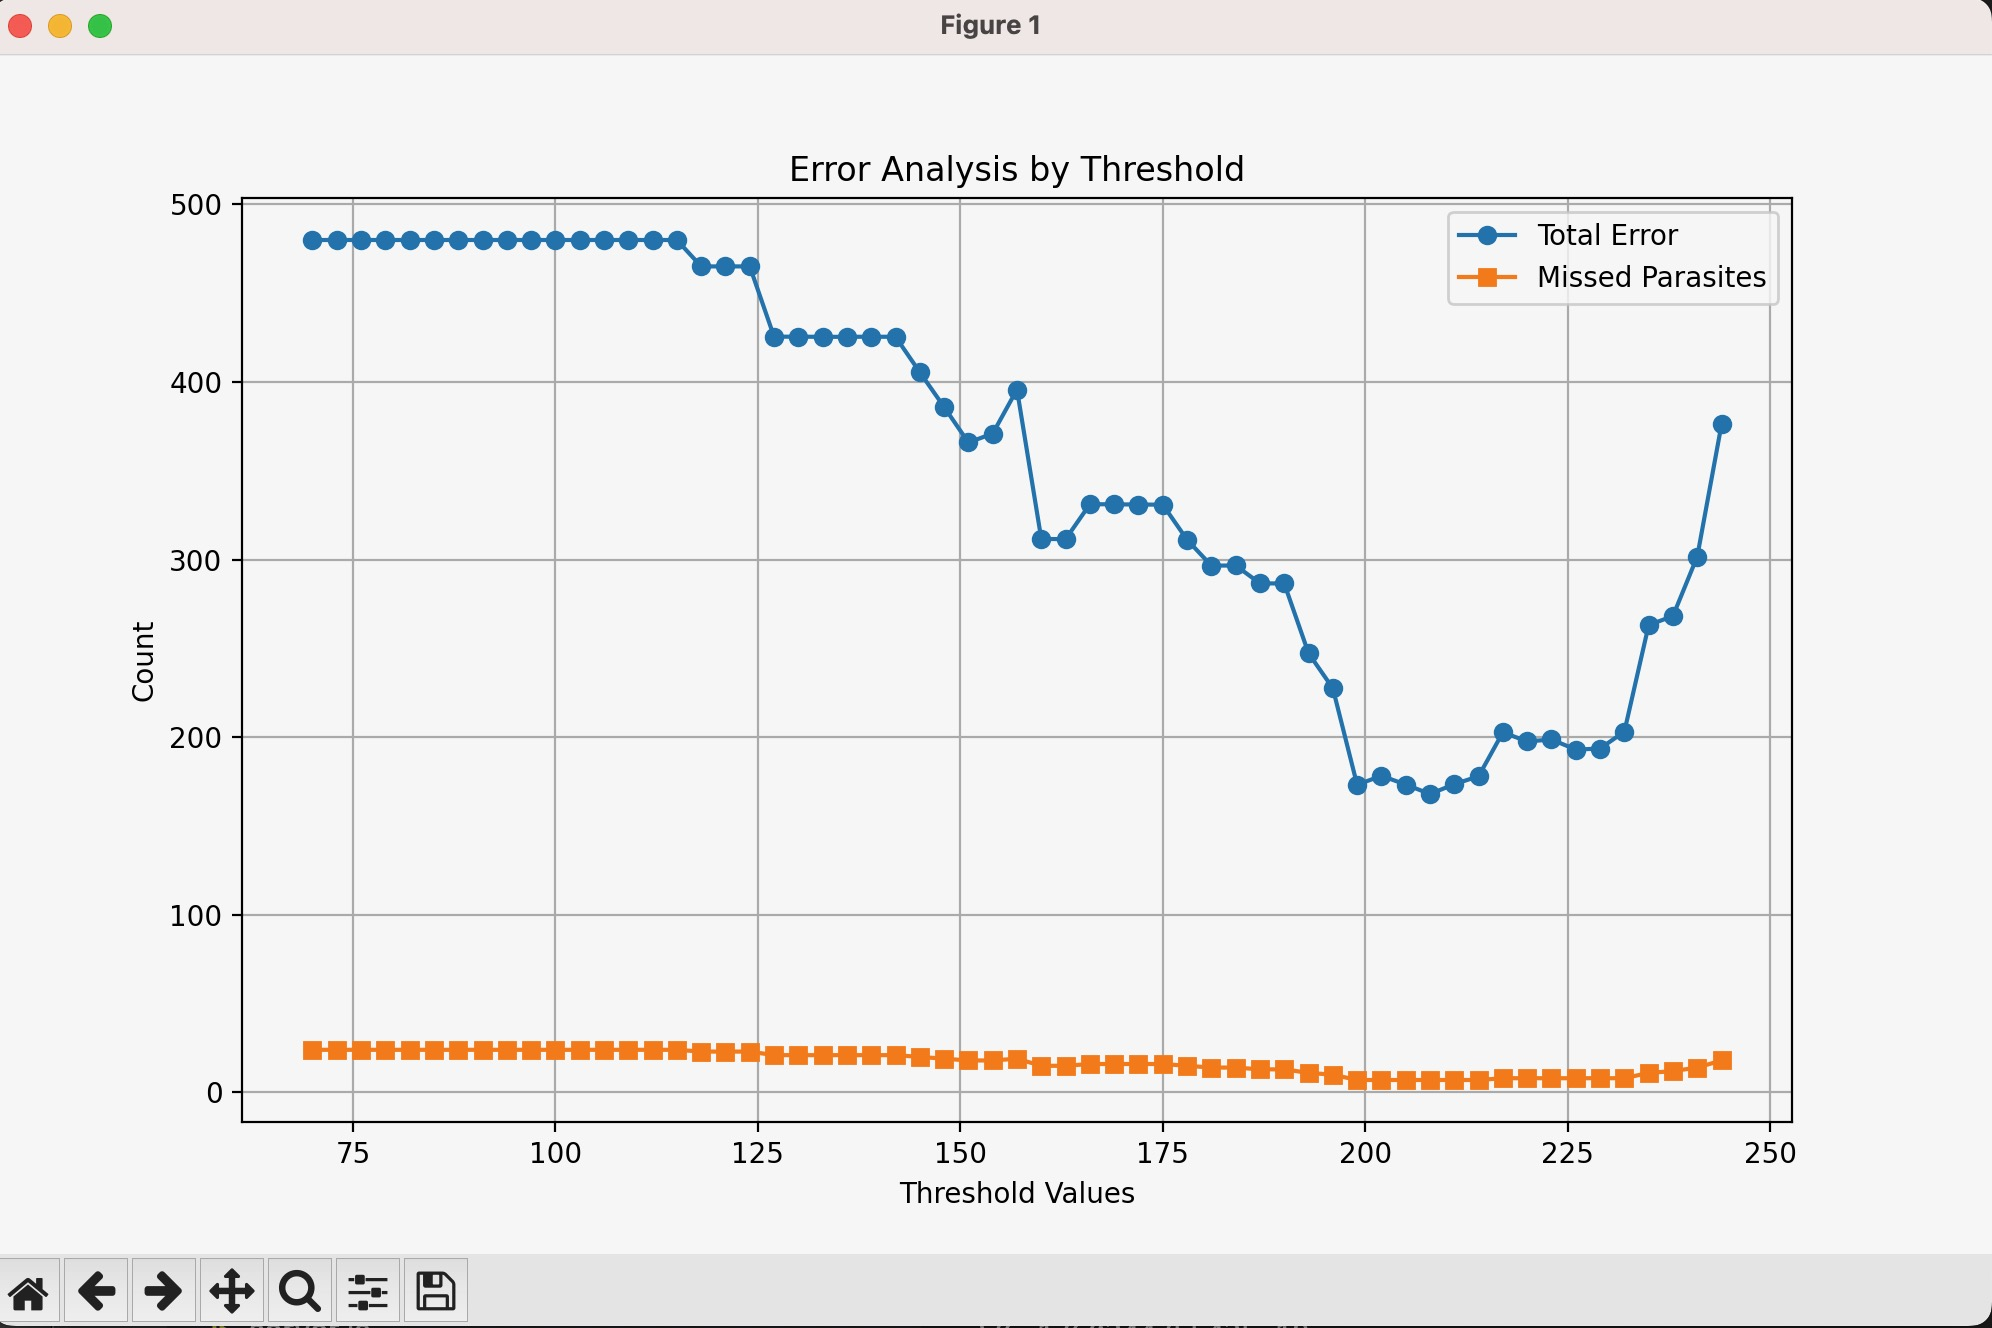 Figure 1
Error Analysis by Threshold
Total Error
Missed Parasites
500
400
300
200
100
0
Count
75 100 125 150 175 200 225 250
Threshold Values